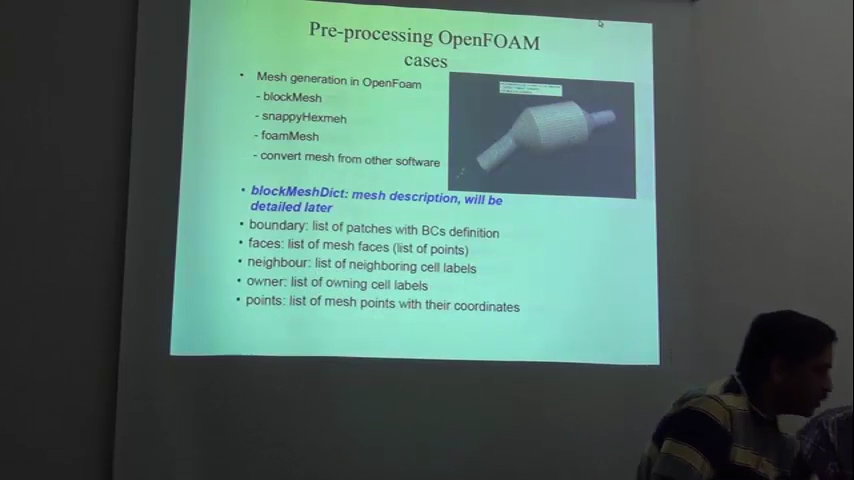 Pre-processing OpenFOAM
cases
• Mesh generation in OpenFoam
- blockMesh
- snappyHexmeh
- foamMesh
- convert mesh from other software
• blockMeshDict: mesh description, will be
detailed later
• boundary: list of patches with BCs definition
• faces: list of mesh faces (list of points)
• neighbour: list of neighboring cell labels
• owner: list of owning cell labels
• points: list of mesh points with their coordinates